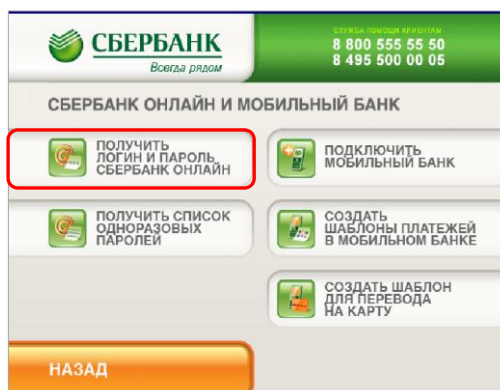 СБЕРБАНК
Всегда рядом
СЛУЖБА ПОМОЩИ КЛИЕНТАМ
8 800 555 55 50
8 495 500 00 05
СБЕРБАНК ОНЛАЙН И МОБИЛЬНЫЙ БАНК
ПОЛУЧИТЬ
ЛОГИН И ПАРОЛЬ
СБЕРБАНК ОНЛАЙН
ПОДКЛЮЧИТЬ
МОБИЛЬНЫЙ БАНК
ПОЛУЧИТЬ СПИСОК
ОДНОРАЗОВЫХ
ПАРОЛЕЙ
СОЗДАТЬ
ШАБЛОНЫ ПЛАТЕЖЕЙ
В МОБИЛЬНОМ БАНКЕ
СОЗДАТЬ ШАБЛОН
ДЛЯ ПЕРЕВОДА
НА КАРТУ
НАЗАД